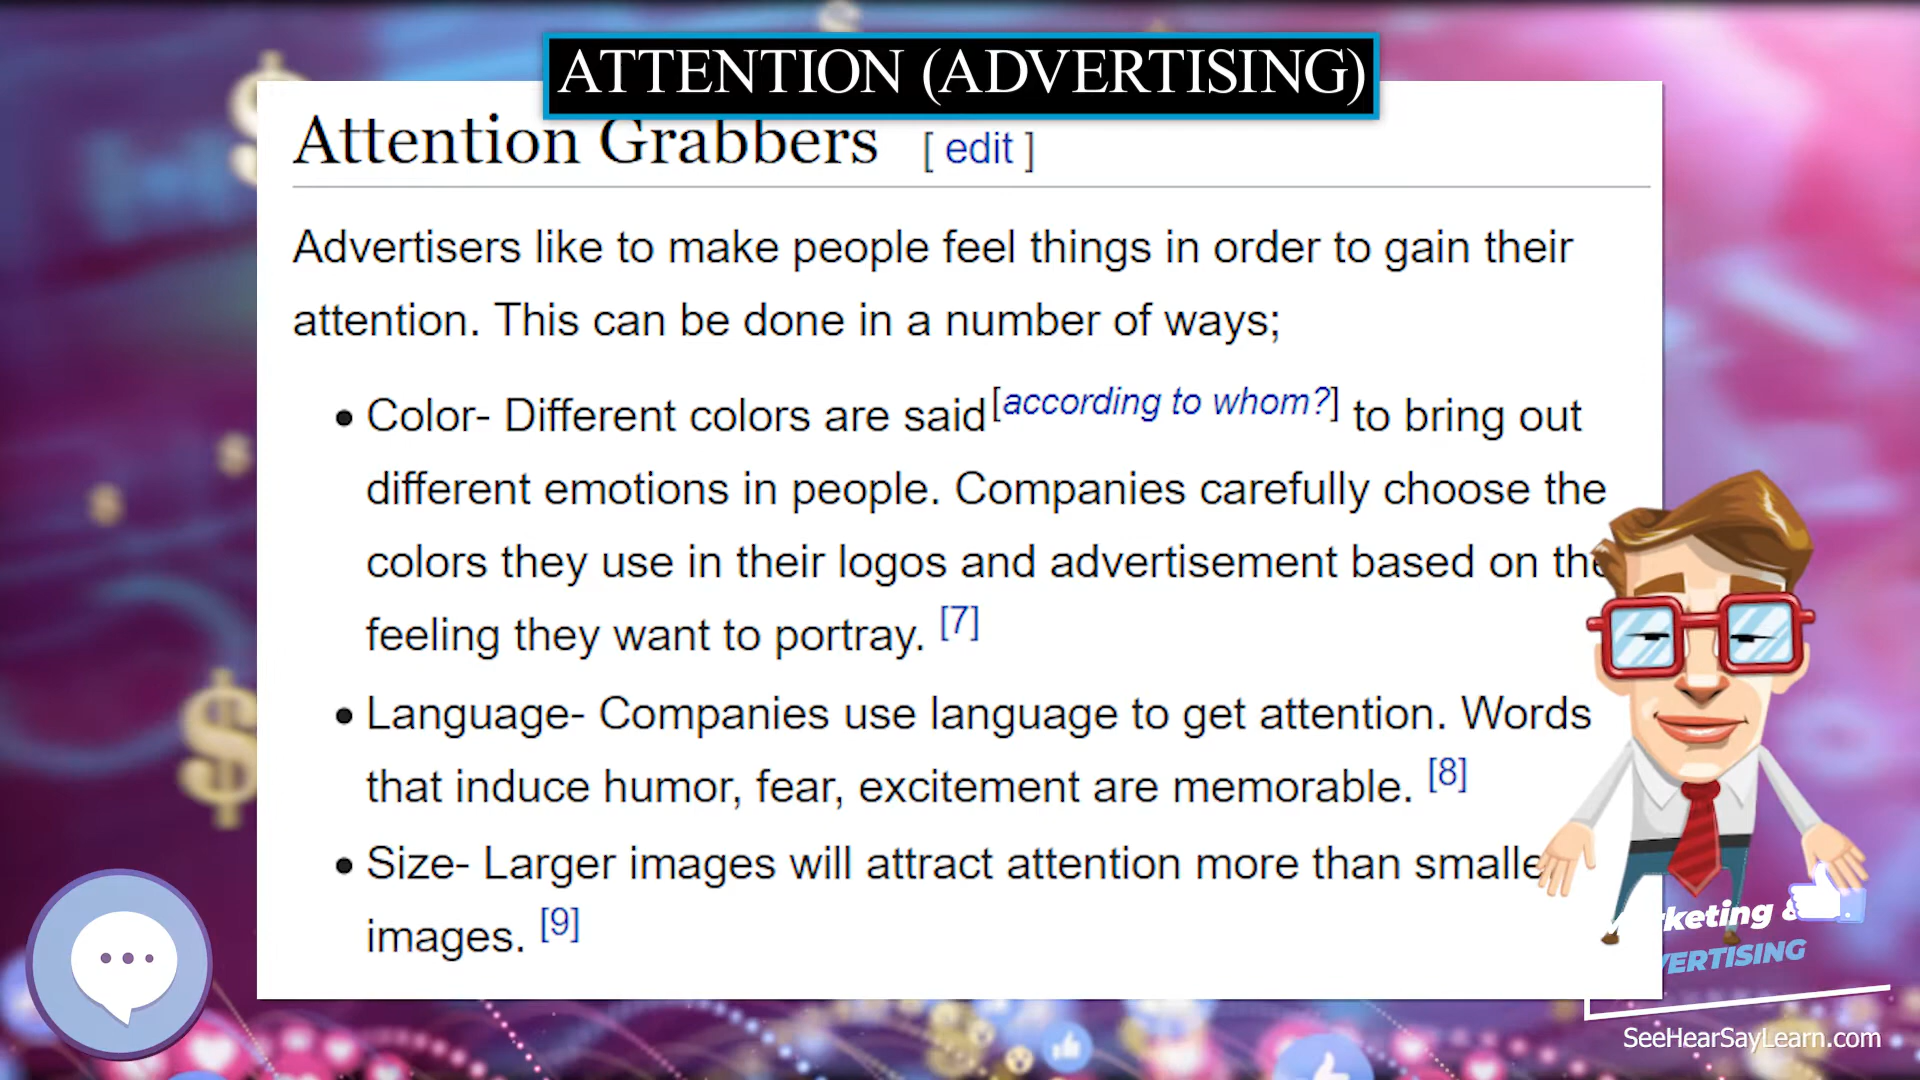 ATTENTION (ADVERTISING)
Attention Grabbers [ edit ]
Advertisers like to make people feel things in order to gain their
attention. This can be done in a number of ways;
• Color- Different colors are said[according to whom?] to bring out
different emotions in people. Companies carefully choose the
colors they use in their logos and advertisement based on the
feeling they want to portray. [7]
• Language- Companies use language to get attention. Words
that induce humor, fear, excitement are memorable. [8]
• Size- Larger images will attract attention more than smalle
images. [9]
rketing &
VERTISING
SeeHearSayLearn.com